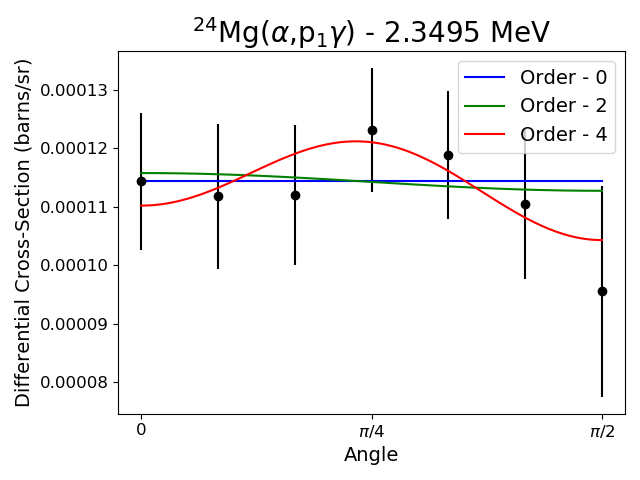 ²⁴Mg(α,p₁γ) - 2.3495 MeV
Differential Cross-Section (barns/sr)
0.00013
0.00012
0.00011
0.00010
0.00009
0.00008
Order - 0
Order - 2
Order - 4
0
π/4
π/2
Angle